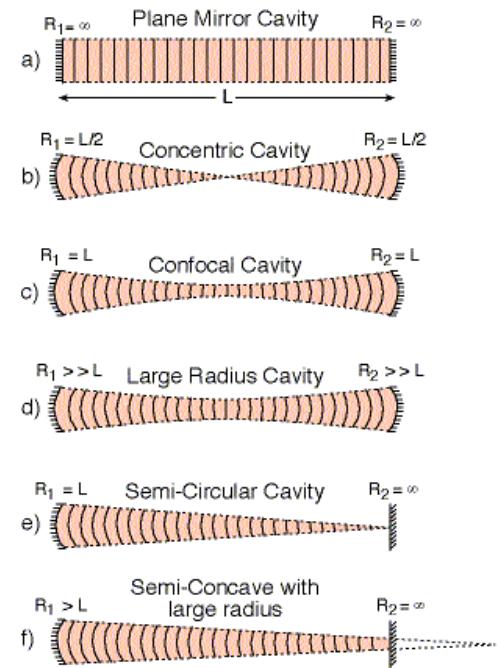 Plane Mirror Cavity
R1= ∞ R2= ∞
a)
L
R1 = L/2 R2= L/2
Concentric Cavity
b)
R1 = L R2= L
Confocal Cavity
c)
R1 >>L Large Radius Cavity R2 >>L
d)
R1 = L Semi-Circular Cavity R2= ∞
e)
Semi-Concave with
R1 >L large radius R2= ∞
f)